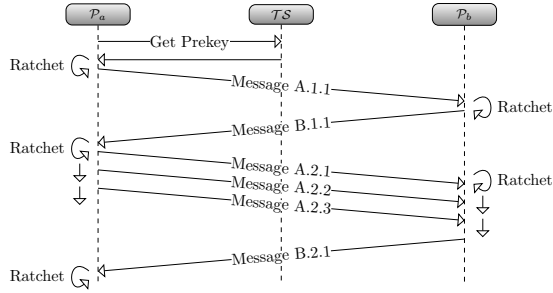 𝒫a 𝒯𝒮 𝒫b
Get Prekey
Ratchet
Message A.1.1
Ratchet
Message B.1.1
Ratchet
Message A.2.1
Ratchet
Message A.2.2
Message A.2.3
Message B.2.1
Ratchet